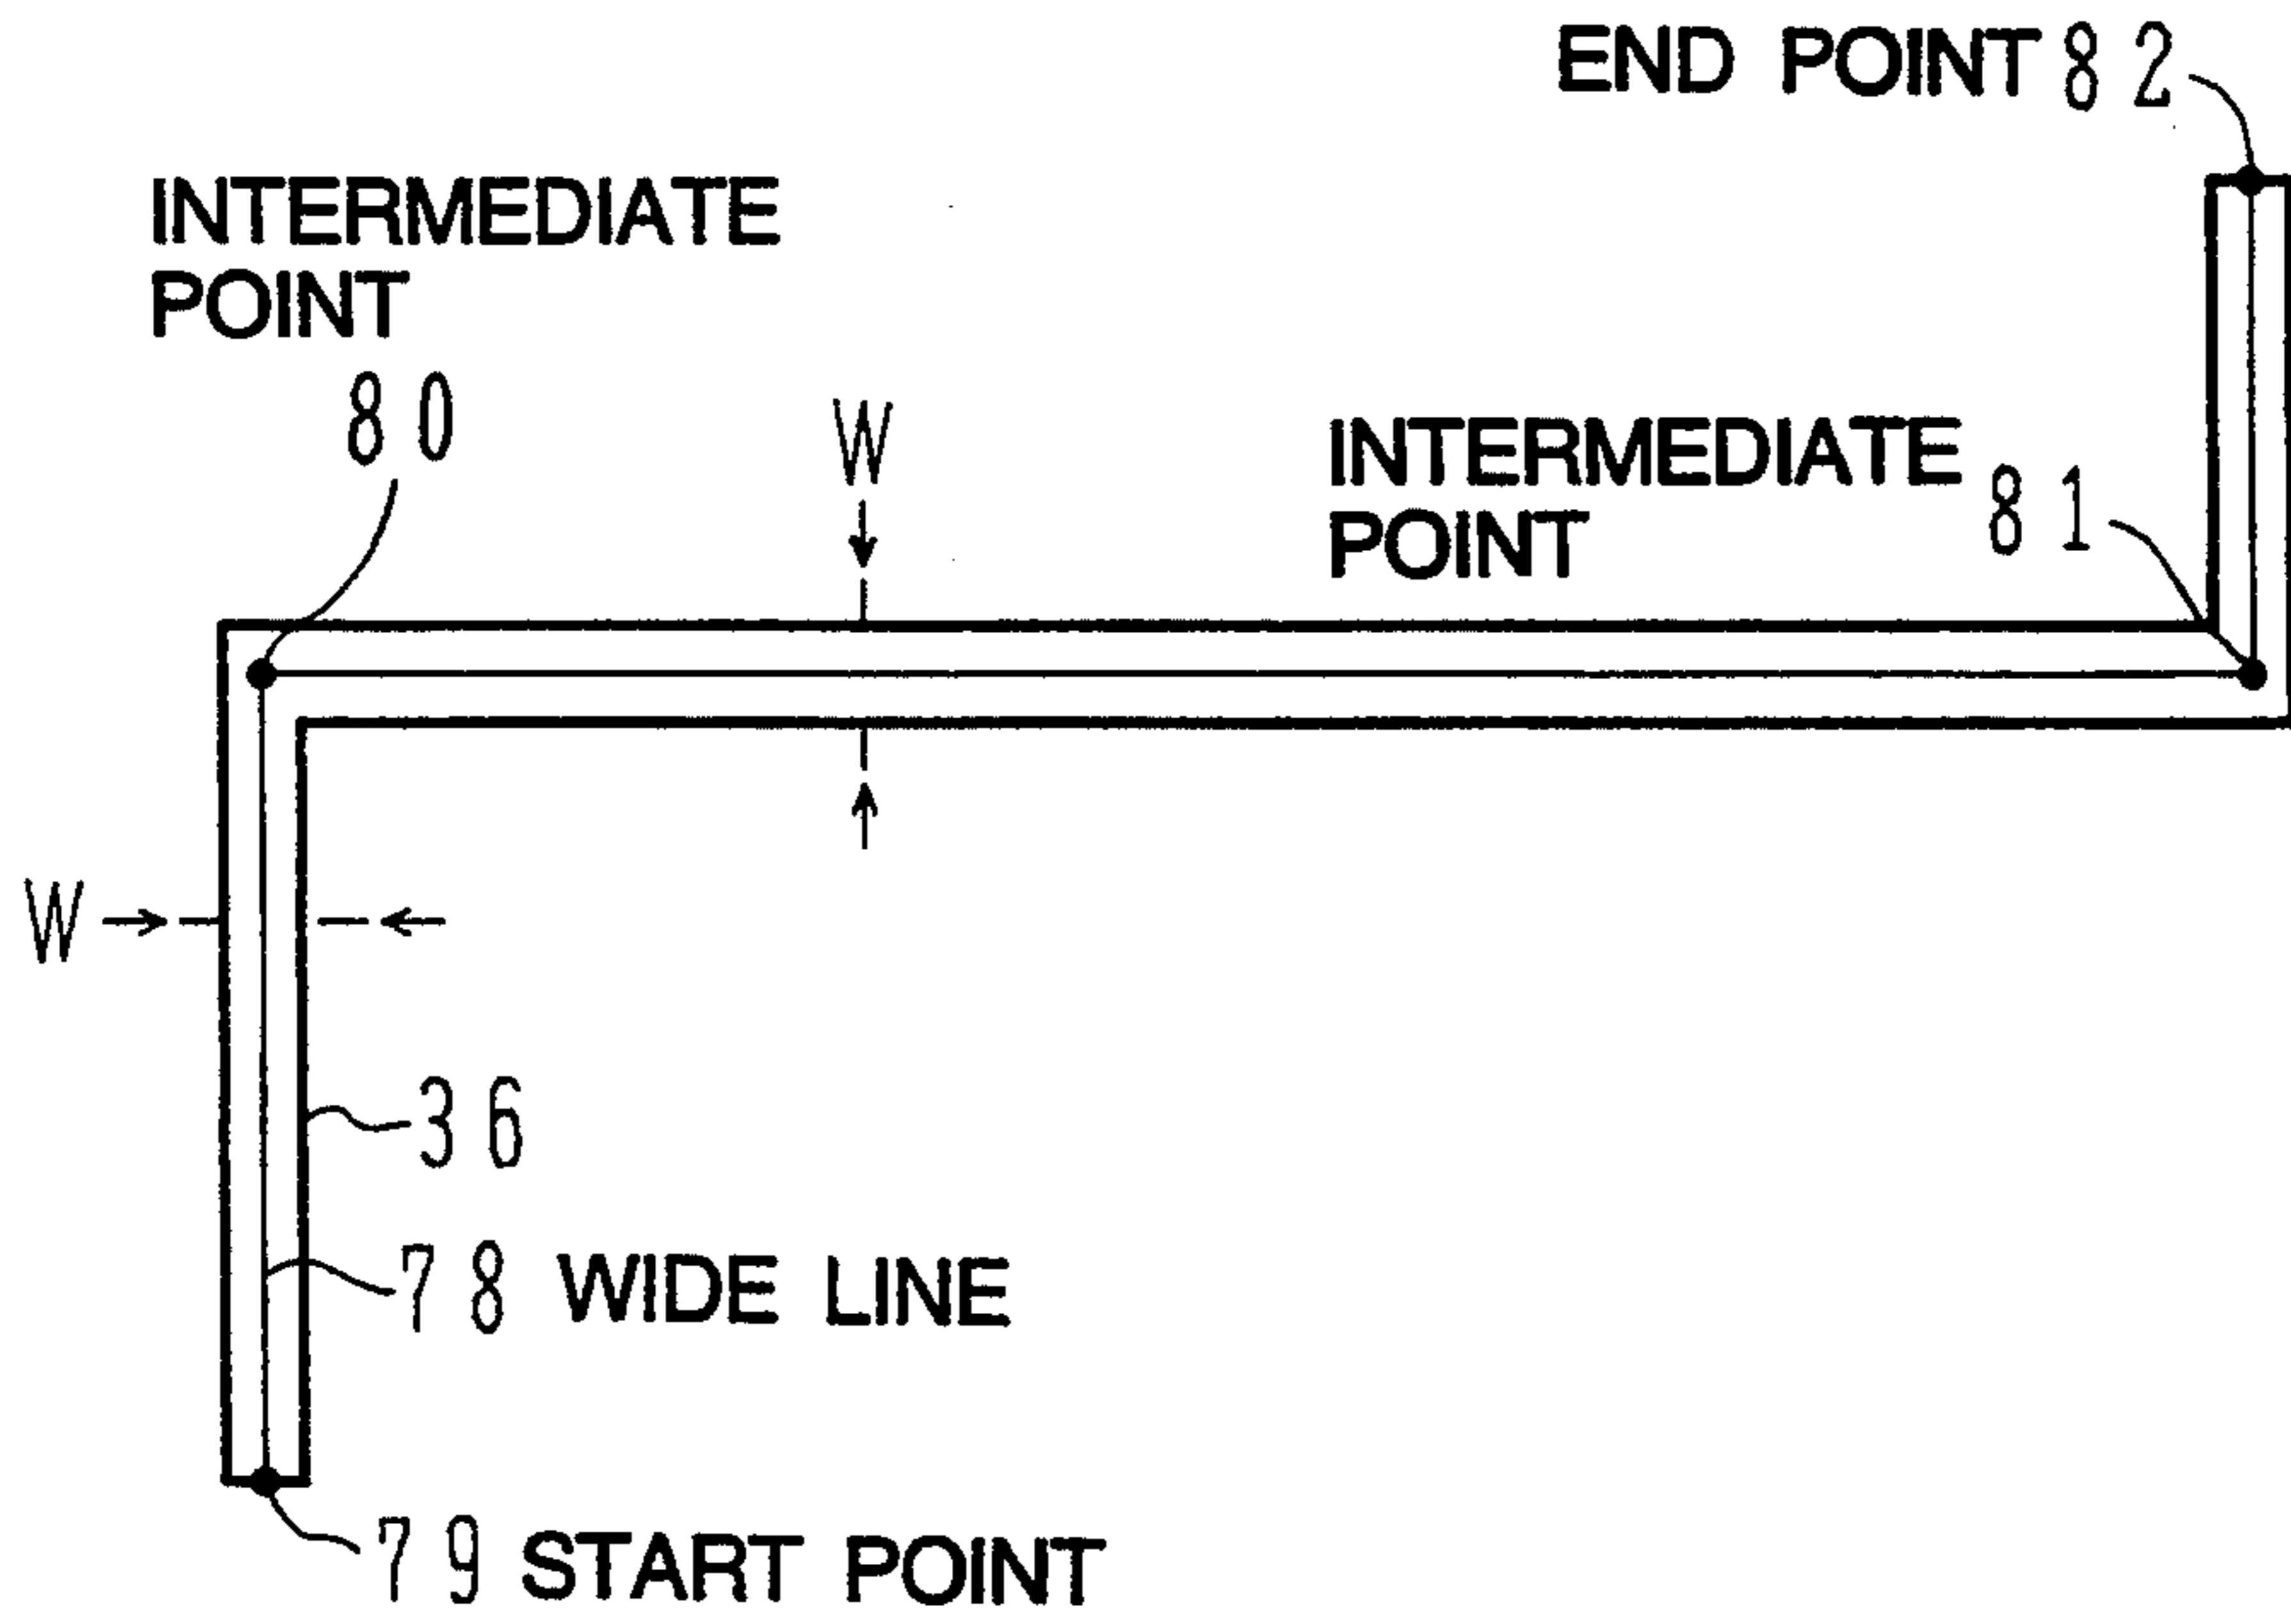 END POINT 82
INTERMEDIATE
POINT
80
W
INTERMEDIATE
POINT
81
W
36
78 WIDE LINE
79 START POINT